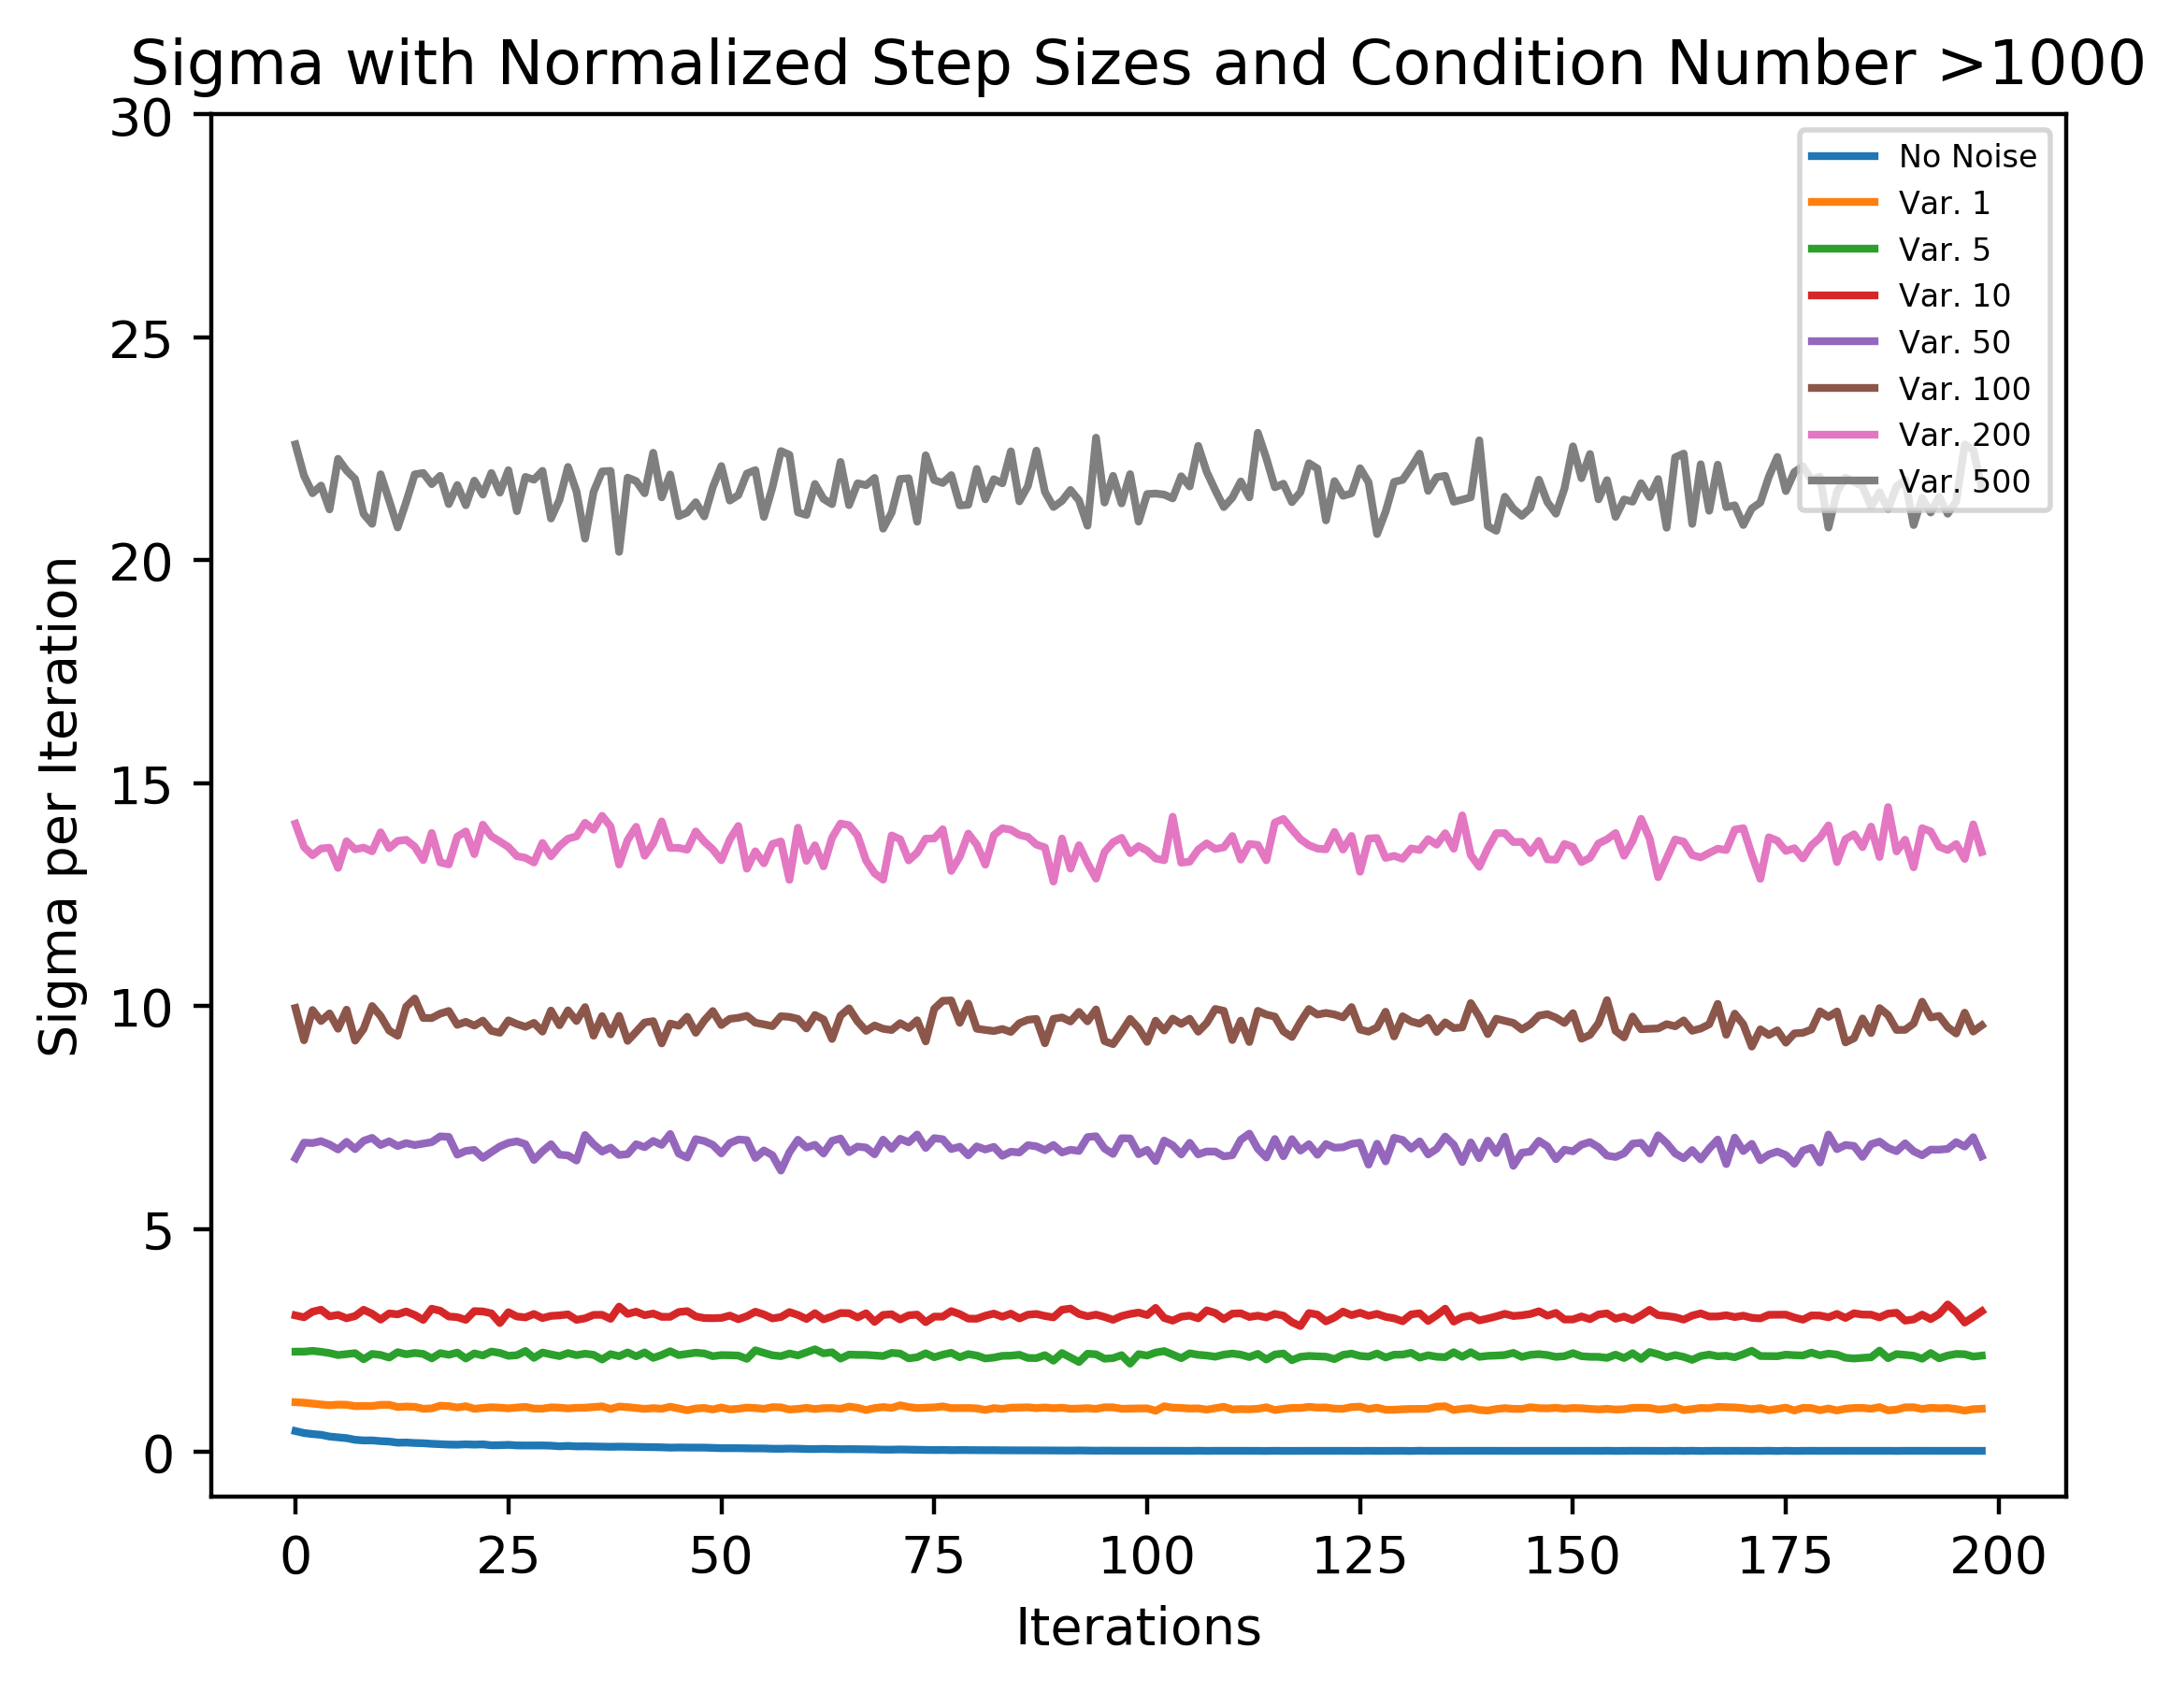 Sigma with Normalized Step Sizes and Condition Number >1000
30
25
20
15
10
5
0
Sigma per Iteration
No Noise
Var. 1
Var. 5
Var. 10
Var. 50
Var. 100
Var. 200
Var. 500
0 25 50 75 100 125 150 175 200
Iterations